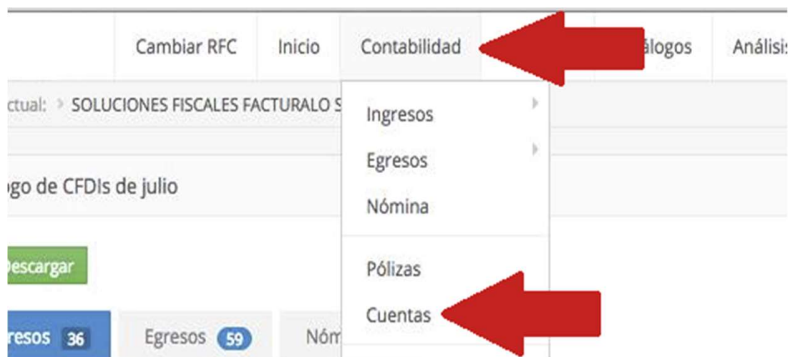 Cambiar RFC Inicio Contabilidad álogos Análisis
ctual: > SOLUCIONES FISCALES FACTURALO S
Ingresos
Egresos
ogo de CFDIs de julio
Nómina
Descargar
Pólizas
Cuentas
resos 36 Egresos 59 Nóm